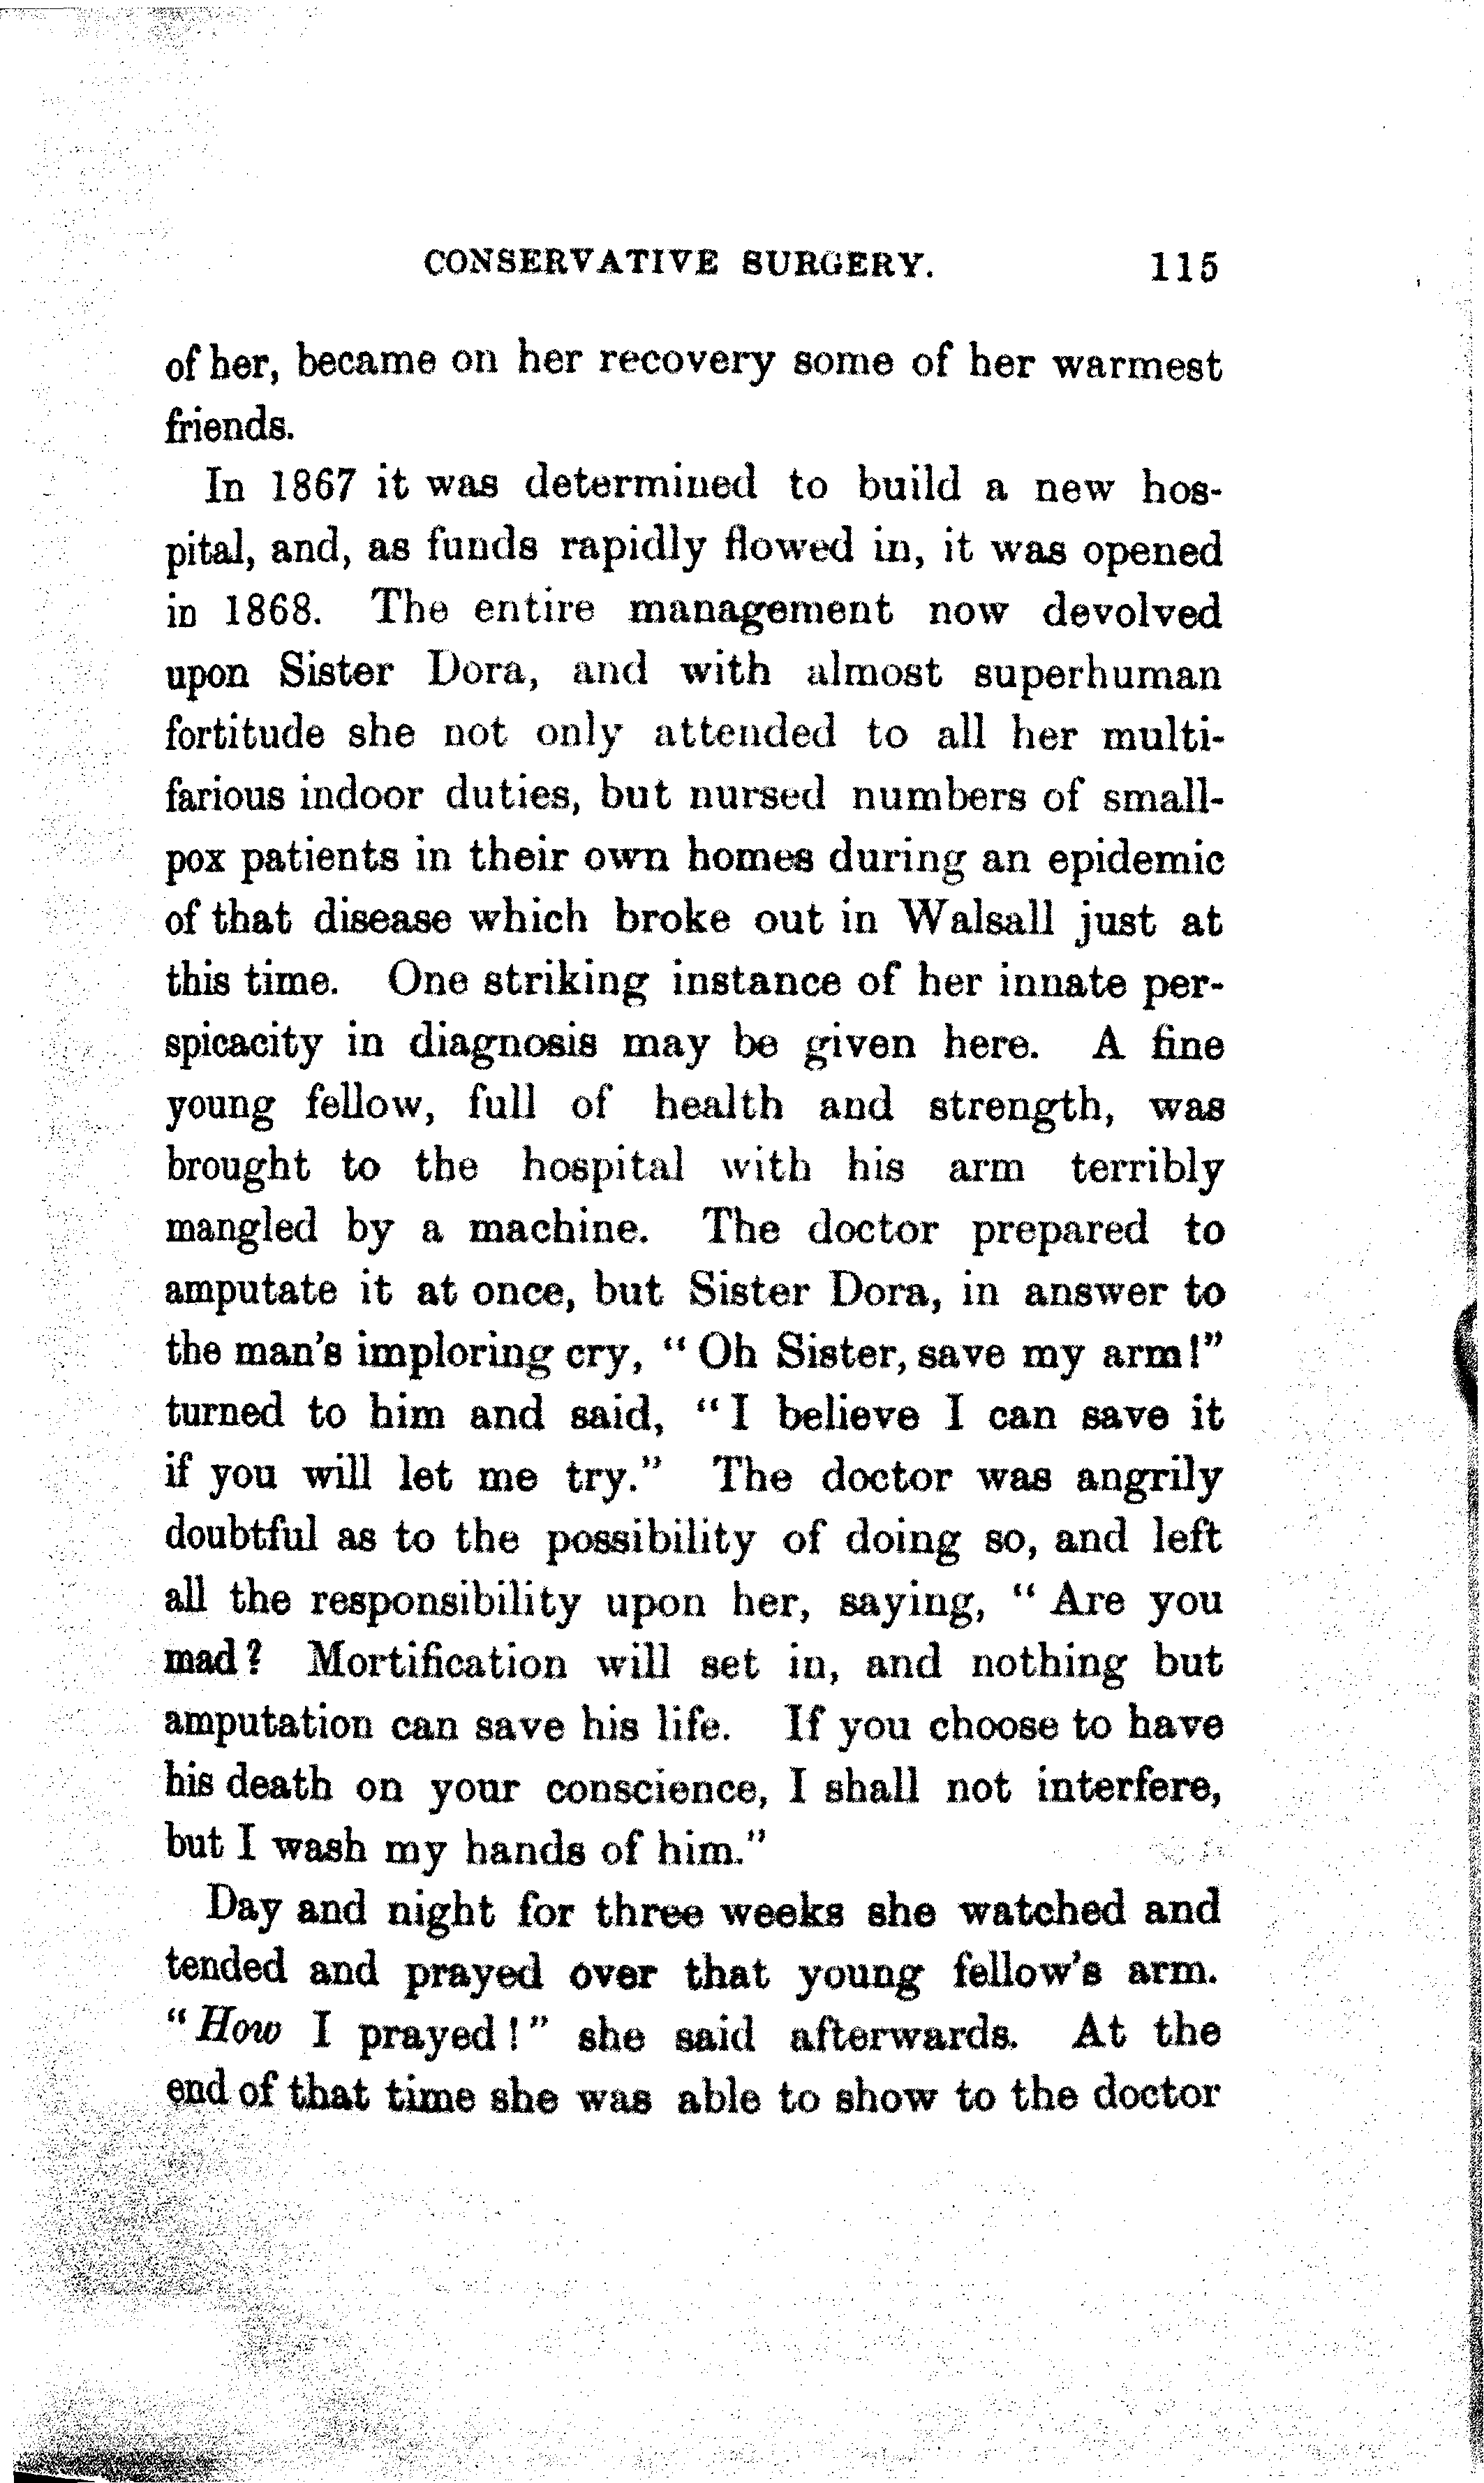 CONSERVATIVE SURGERY. 115
of her, became on her recovery some of her warmest
friends.
In 1867 it was determined to build a new hos-
pital, and, as funds rapidly flowed in, it was opened
in 1868. The entire management now devolved
upon Sister Dora, and with almost superhuman
fortitude she not only attended to all her multi-
farious indoor duties, but nursed numbers of small-
pox patients in their own homes during an epidemic
of that disease which broke out in Walsall just at
this time. One striking instance of her innate per-
spicacity in diagnosis may be given here. A fine
young fellow, full of health and strength, was
brought to the hospital with his arm terribly
mangled by a machine. The doctor prepared to
amputate it at once, but Sister Dora, in answer to
the man's imploring cry, "Oh Sister, save my arm!"
turned to him and said, "I believe I can save it
if you will let me try." The doctor was angrily
doubtful as to the possibility of doing so, and left
all the responsibility upon her, saying, "Are you
mad? Mortification will set in, and nothing but
amputation can save his life. If you choose to have
his death on your conscience, I shall not interfere,
but I wash my hands of him."
Day and night for three weeks she watched and
tended and prayed over that young fellow's arm.
"How I prayed!" she said afterwards. At the
end of that time she was able to show to the doctor